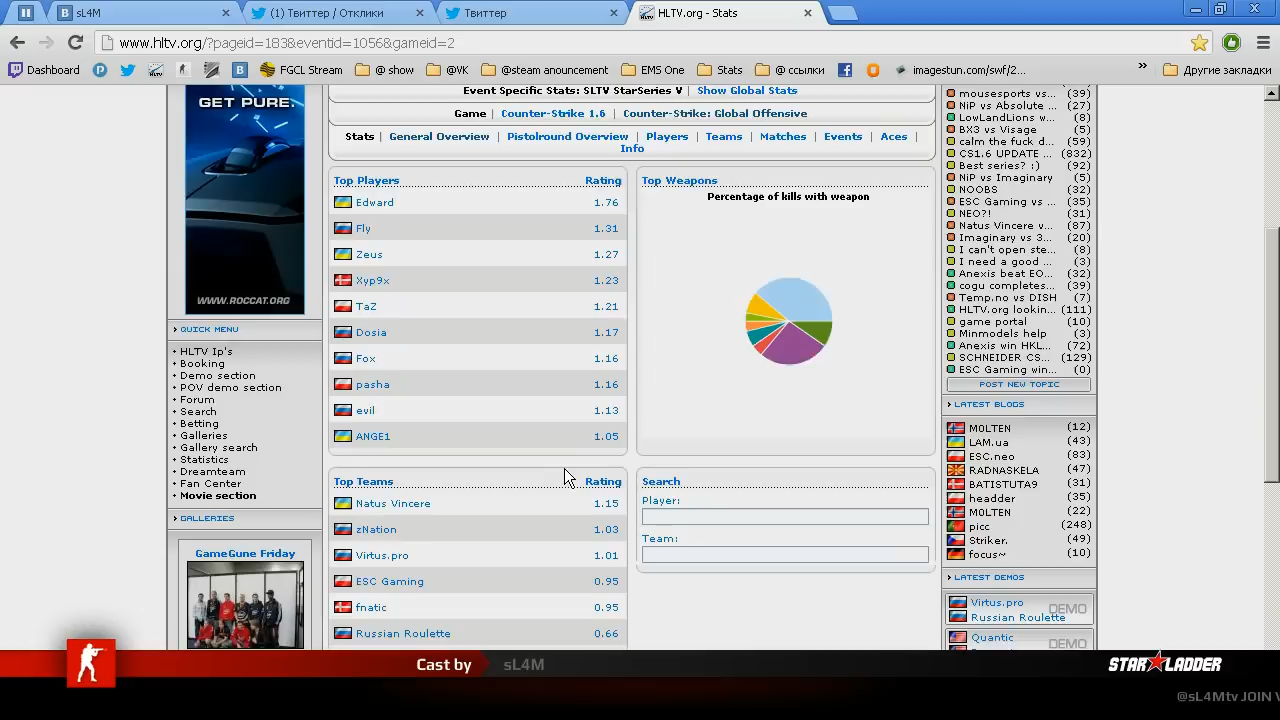 sL4M
(1) Твиттер / Отклики
Твиттер
HLTV.org - Stats
www.hltv.org/?pageid=183&eventid=1056&gameid=2
Dashboard
FGCL Stream
@ show
@VK
@steam anouncement
EMS One
Stats
@ ссылки
imagestun.com/swf/2...
Другие закладки
GET PURE.
WWW.ROCCAT.ORG
QUICK MENU
HLTV Ip's
Booking
Demo section
POV demo section
Forum
Search
Betting
Galleries
Gallery search
Statistics
Dreamteam
Fan Center
Movie section
GALLERIES
GameGune Friday
Event Specific Stats: SLTV StarSeries V | Show Global Stats
Game | Counter-Strike 1.6 | Counter-Strike: Global Offensive
Stats | General Overview | Pistolround Overview | Players | Teams | Matches | Events | Aces |
Info
Top Players Rating
Edward 1.76
Fly 1.31
Zeus 1.27
Xyp9x 1.23
TaZ 1.21
Dosia 1.17
Fox 1.16
pasha 1.16
evil 1.13
ANGE1 1.05
Top Weapons
Percentage of kills with weapon
Top Teams Rating
Natus Vincere 1.15
zNation 1.03
Virtus.pro 1.01
ESC Gaming 0.95
fnatic 0.95
Russian Roulette 0.66
Search
Player:
Team:
mousesports vs... (39)
NiP vs Absolute ... (27)
LowLandLions w... (8)
BX3 vs Visage (5)
calm the fuck d... (59)
CS1.6 UPDATE ... (832)
Best series? :) (92)
NiP vs Imaginary (5)
NOOBS (32)
ESC Gaming vs ... (35)
NEO?! (31)
Natus Vincere v... (87)
Imaginary vs 3... (20)
I can't open ste... (8)
I need a good ... (3)
Anexis beat EO... (32)
cogu completes... (39)
Temp.no vs DISH (7)
HLTV.org lookin... (111)
game portal (10)
Minmodels help (3)
Anexis win HKL... (72)
SCHNEIDER CS... (129)
ESC Gaming win... (0)
POST NEW TOPIC
LATEST BLOGS
M0LTEN (12)
LAM.ua (43)
ESC.neo (83)
RADNASKELA (47)
BATISTUTA9 (31)
headder (35)
M0LTEN (22)
picc (248)
Striker. (49)
focus~ (10)
LATEST DEMOS
Virtus.pro
Russian Roulette
DEMO
Quantic
DEMO
Cast by sL4M
STAR LADDER
@sL4Mtv JOIN